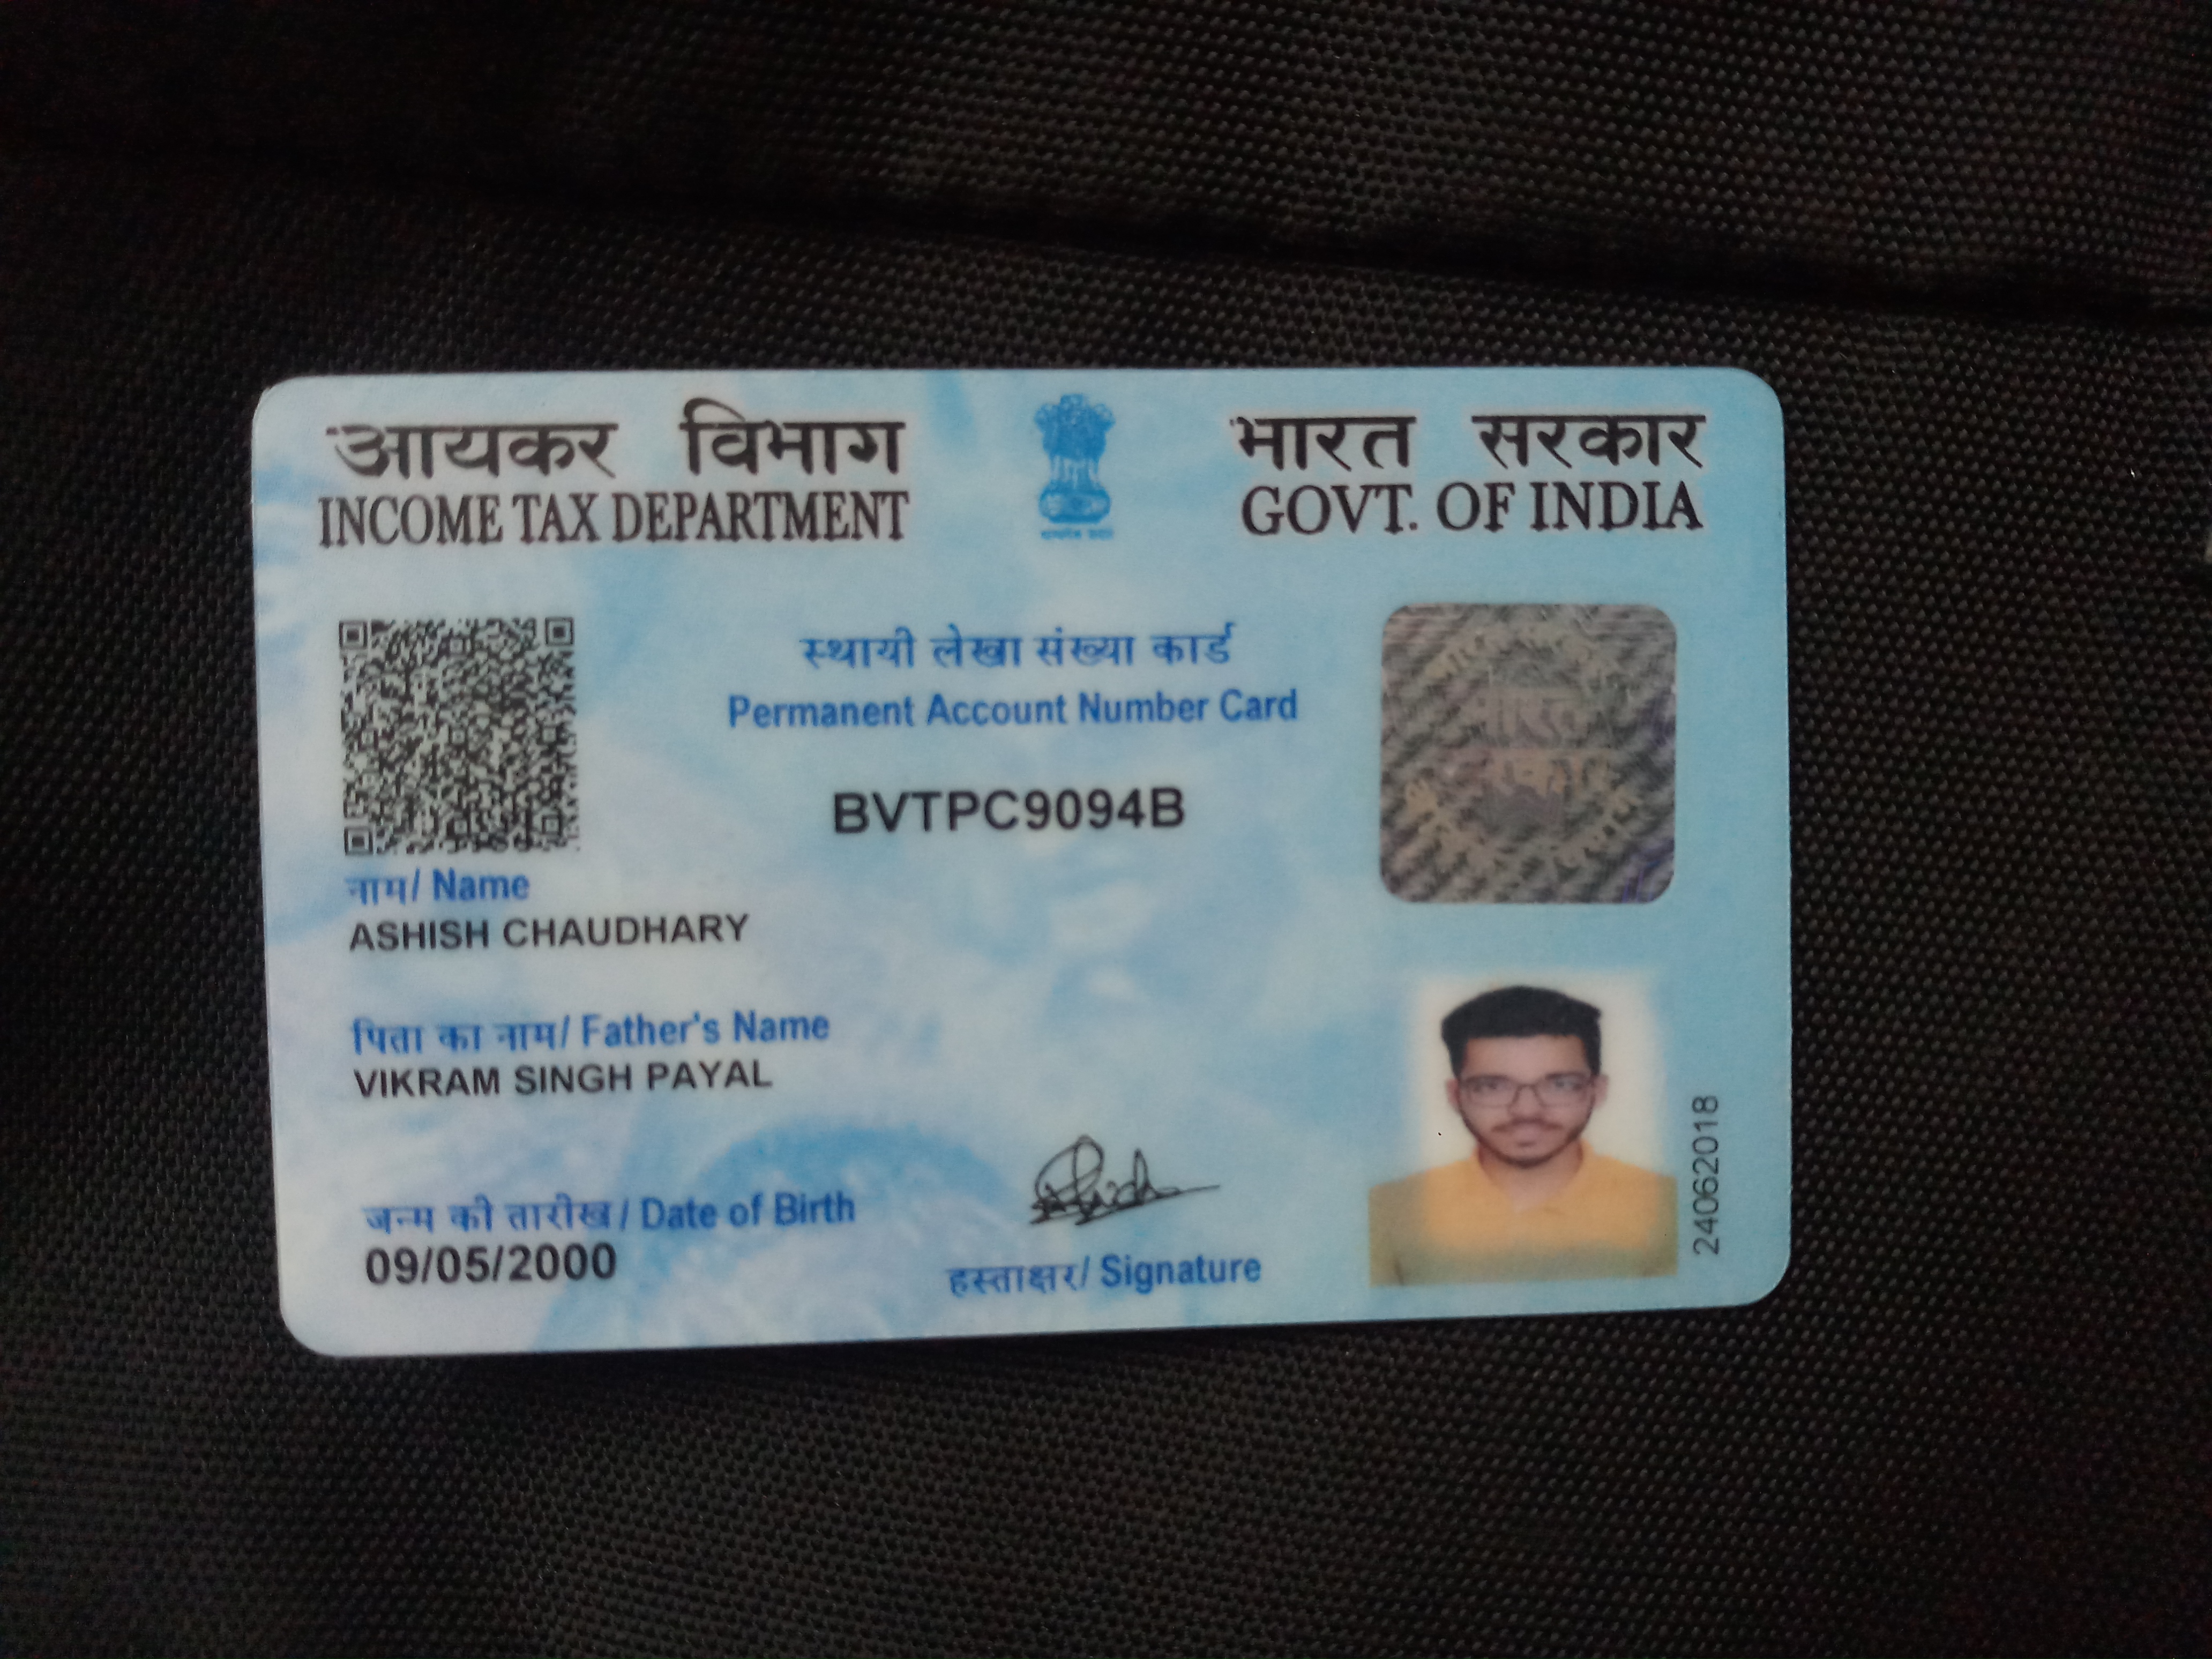 आयकर विभाग
INCOME TAX DEPARTMENT
भारत सरकार
GOVT. OF INDIA
स्थायी लेखा संख्या कार्ड
Permanent Account Number Card
BVTPC9094B
नाम/ Name
ASHISH CHAUDHARY
पिता का नाम/ Father's Name
VIKRAM SINGH PAYAL
जन्म की तारीख / Date of Birth
09/05/2000
हस्ताक्षर/ Signature
24062018